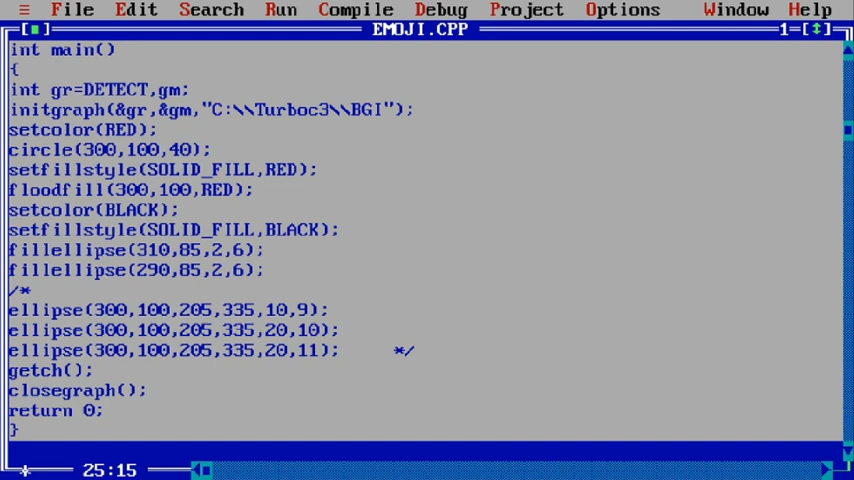 ≡ File Edit Search Run Compile Debug Project Options Window Help
[■] EMOJI.CPP 1=[↕]
int main()
{
int gr=DETECT,gm;
initgraph(&gr,&gm,"C:\\Turboc3\\BGI");
setcolor(RED);
circle(300,100,40);
setfillstyle(SOLID_FILL,RED);
floodfill(300,100,RED);
setcolor(BLACK);
setfillstyle(SOLID_FILL,BLACK);
fillellipse(310,85,2,6);
fillellipse(290,85,2,6);
/*
ellipse(300,100,205,335,10,9);
ellipse(300,100,205,335,20,10);
ellipse(300,100,205,335,20,11);     */
getch();
closegraph();
return 0;
}
* 25:15